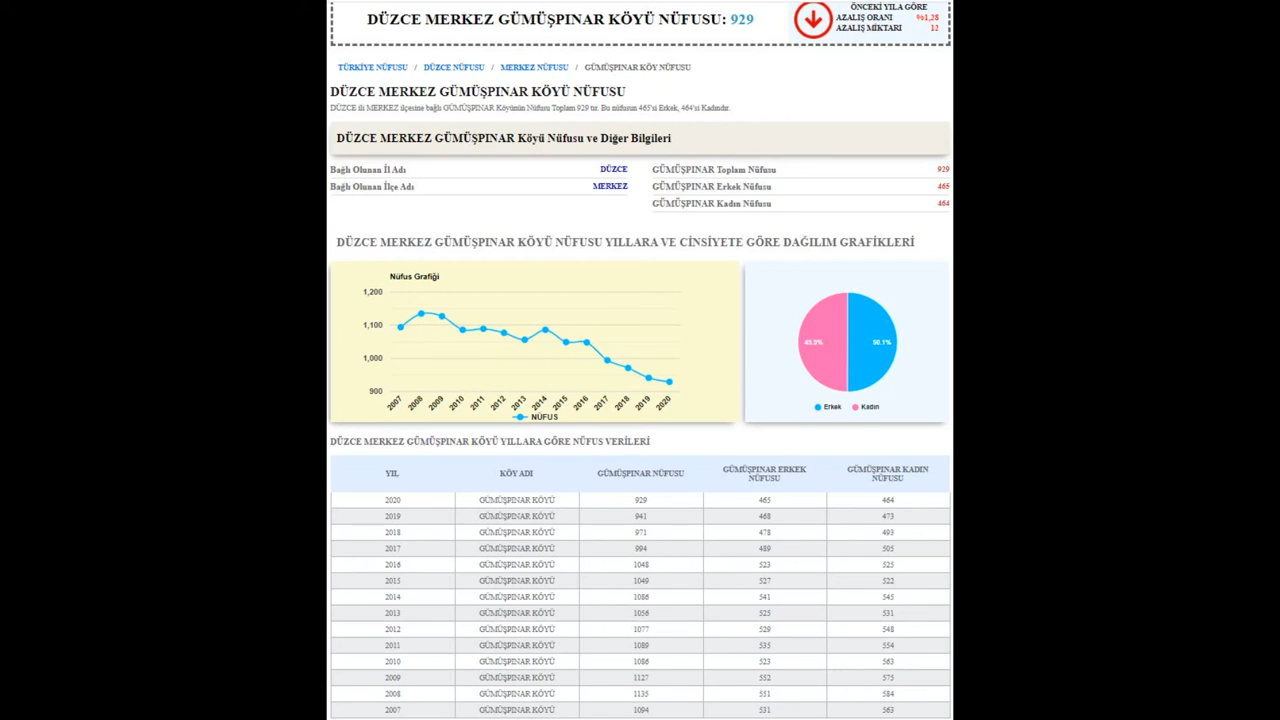 DÜZCE MERKEZ GÜMÜŞPINAR KÖYÜ NÜFUSU: 929
ÖNCEKİ YILA GÖRE
AZALIŞ ORANI %1,28
AZALIŞ MİKTARI 12
TÜRKİYE NÜFUSU / DÜZCE NÜFUSU / MERKEZ NÜFUSU / GÜMÜŞPINAR KÖY NÜFUSU
DÜZCE MERKEZ GÜMÜŞPINAR KÖYÜ NÜFUSU
DÜZCE ili MERKEZ ilçesine bağlı GÜMÜŞPINAR Köyünün Nüfusu Toplam 929 tır. Bu nüfusun 465'si Erkek, 464'si Kadındır.
DÜZCE MERKEZ GÜMÜŞPINAR Köyü Nüfusu ve Diğer Bilgileri
Bağlı Olunan İl Adı DÜZCE
Bağlı Olunan İlçe Adı MERKEZ
GÜMÜŞPINAR Toplam Nüfusu 929
GÜMÜŞPINAR Erkek Nüfusu 465
GÜMÜŞPINAR Kadın Nüfusu 464
DÜZCE MERKEZ GÜMÜŞPINAR KÖYÜ NÜFUSU YILLARA VE CİNSİYETE GÖRE DAĞILIM GRAFİKLERİ
Nüfus Grafiği
1,200
1,100
1,000
900
2007 2008 2009 2010 2011 2012 2013 2014 2015 2016 2017 2018 2019 2020
NÜFUS
49.9% 50.1%
Erkek Kadın
DÜZCE MERKEZ GÜMÜŞPINAR KÖYÜ YILLARA GÖRE NÜFUS VERİLERİ
YIL KÖY ADI GÜMÜŞPINAR NÜFUSU GÜMÜŞPINAR ERKEK NÜFUSU GÜMÜŞPINAR KADIN NÜFUSU
2020 GÜMÜŞPINAR KÖYÜ 929 465 464
2019 GÜMÜŞPINAR KÖYÜ 941 468 473
2018 GÜMÜŞPINAR KÖYÜ 971 478 493
2017 GÜMÜŞPINAR KÖYÜ 994 489 505
2016 GÜMÜŞPINAR KÖYÜ 1048 523 525
2015 GÜMÜŞPINAR KÖYÜ 1049 527 522
2014 GÜMÜŞPINAR KÖYÜ 1086 541 545
2013 GÜMÜŞPINAR KÖYÜ 1056 525 531
2012 GÜMÜŞPINAR KÖYÜ 1077 529 548
2011 GÜMÜŞPINAR KÖYÜ 1089 535 554
2010 GÜMÜŞPINAR KÖYÜ 1086 523 563
2009 GÜMÜŞPINAR KÖYÜ 1127 552 575
2008 GÜMÜŞPINAR KÖYÜ 1135 551 584
2007 GÜMÜŞPINAR KÖYÜ 1094 531 563